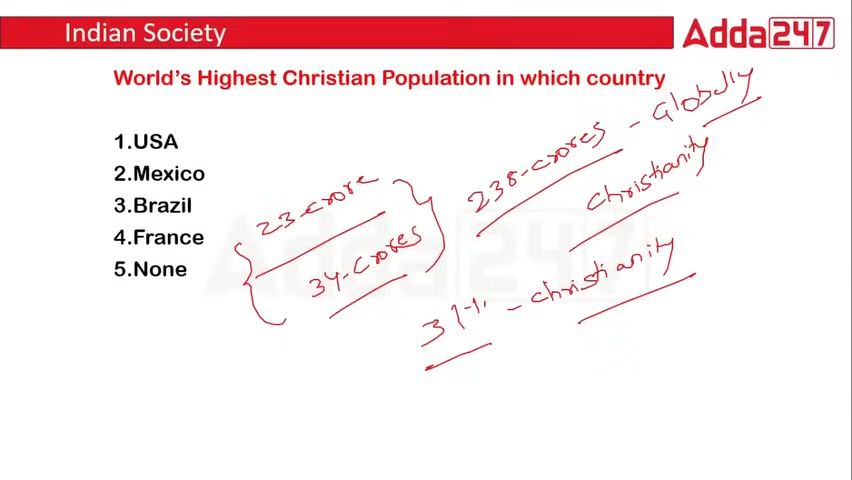 Indian Society
Adda247
World's Highest Christian Population in which country
1.USA
2.Mexico
3.Brazil
4.France
5.None
23-crore
34-crores
238-crores - Globally
christianity
31% - christianity
Adda247